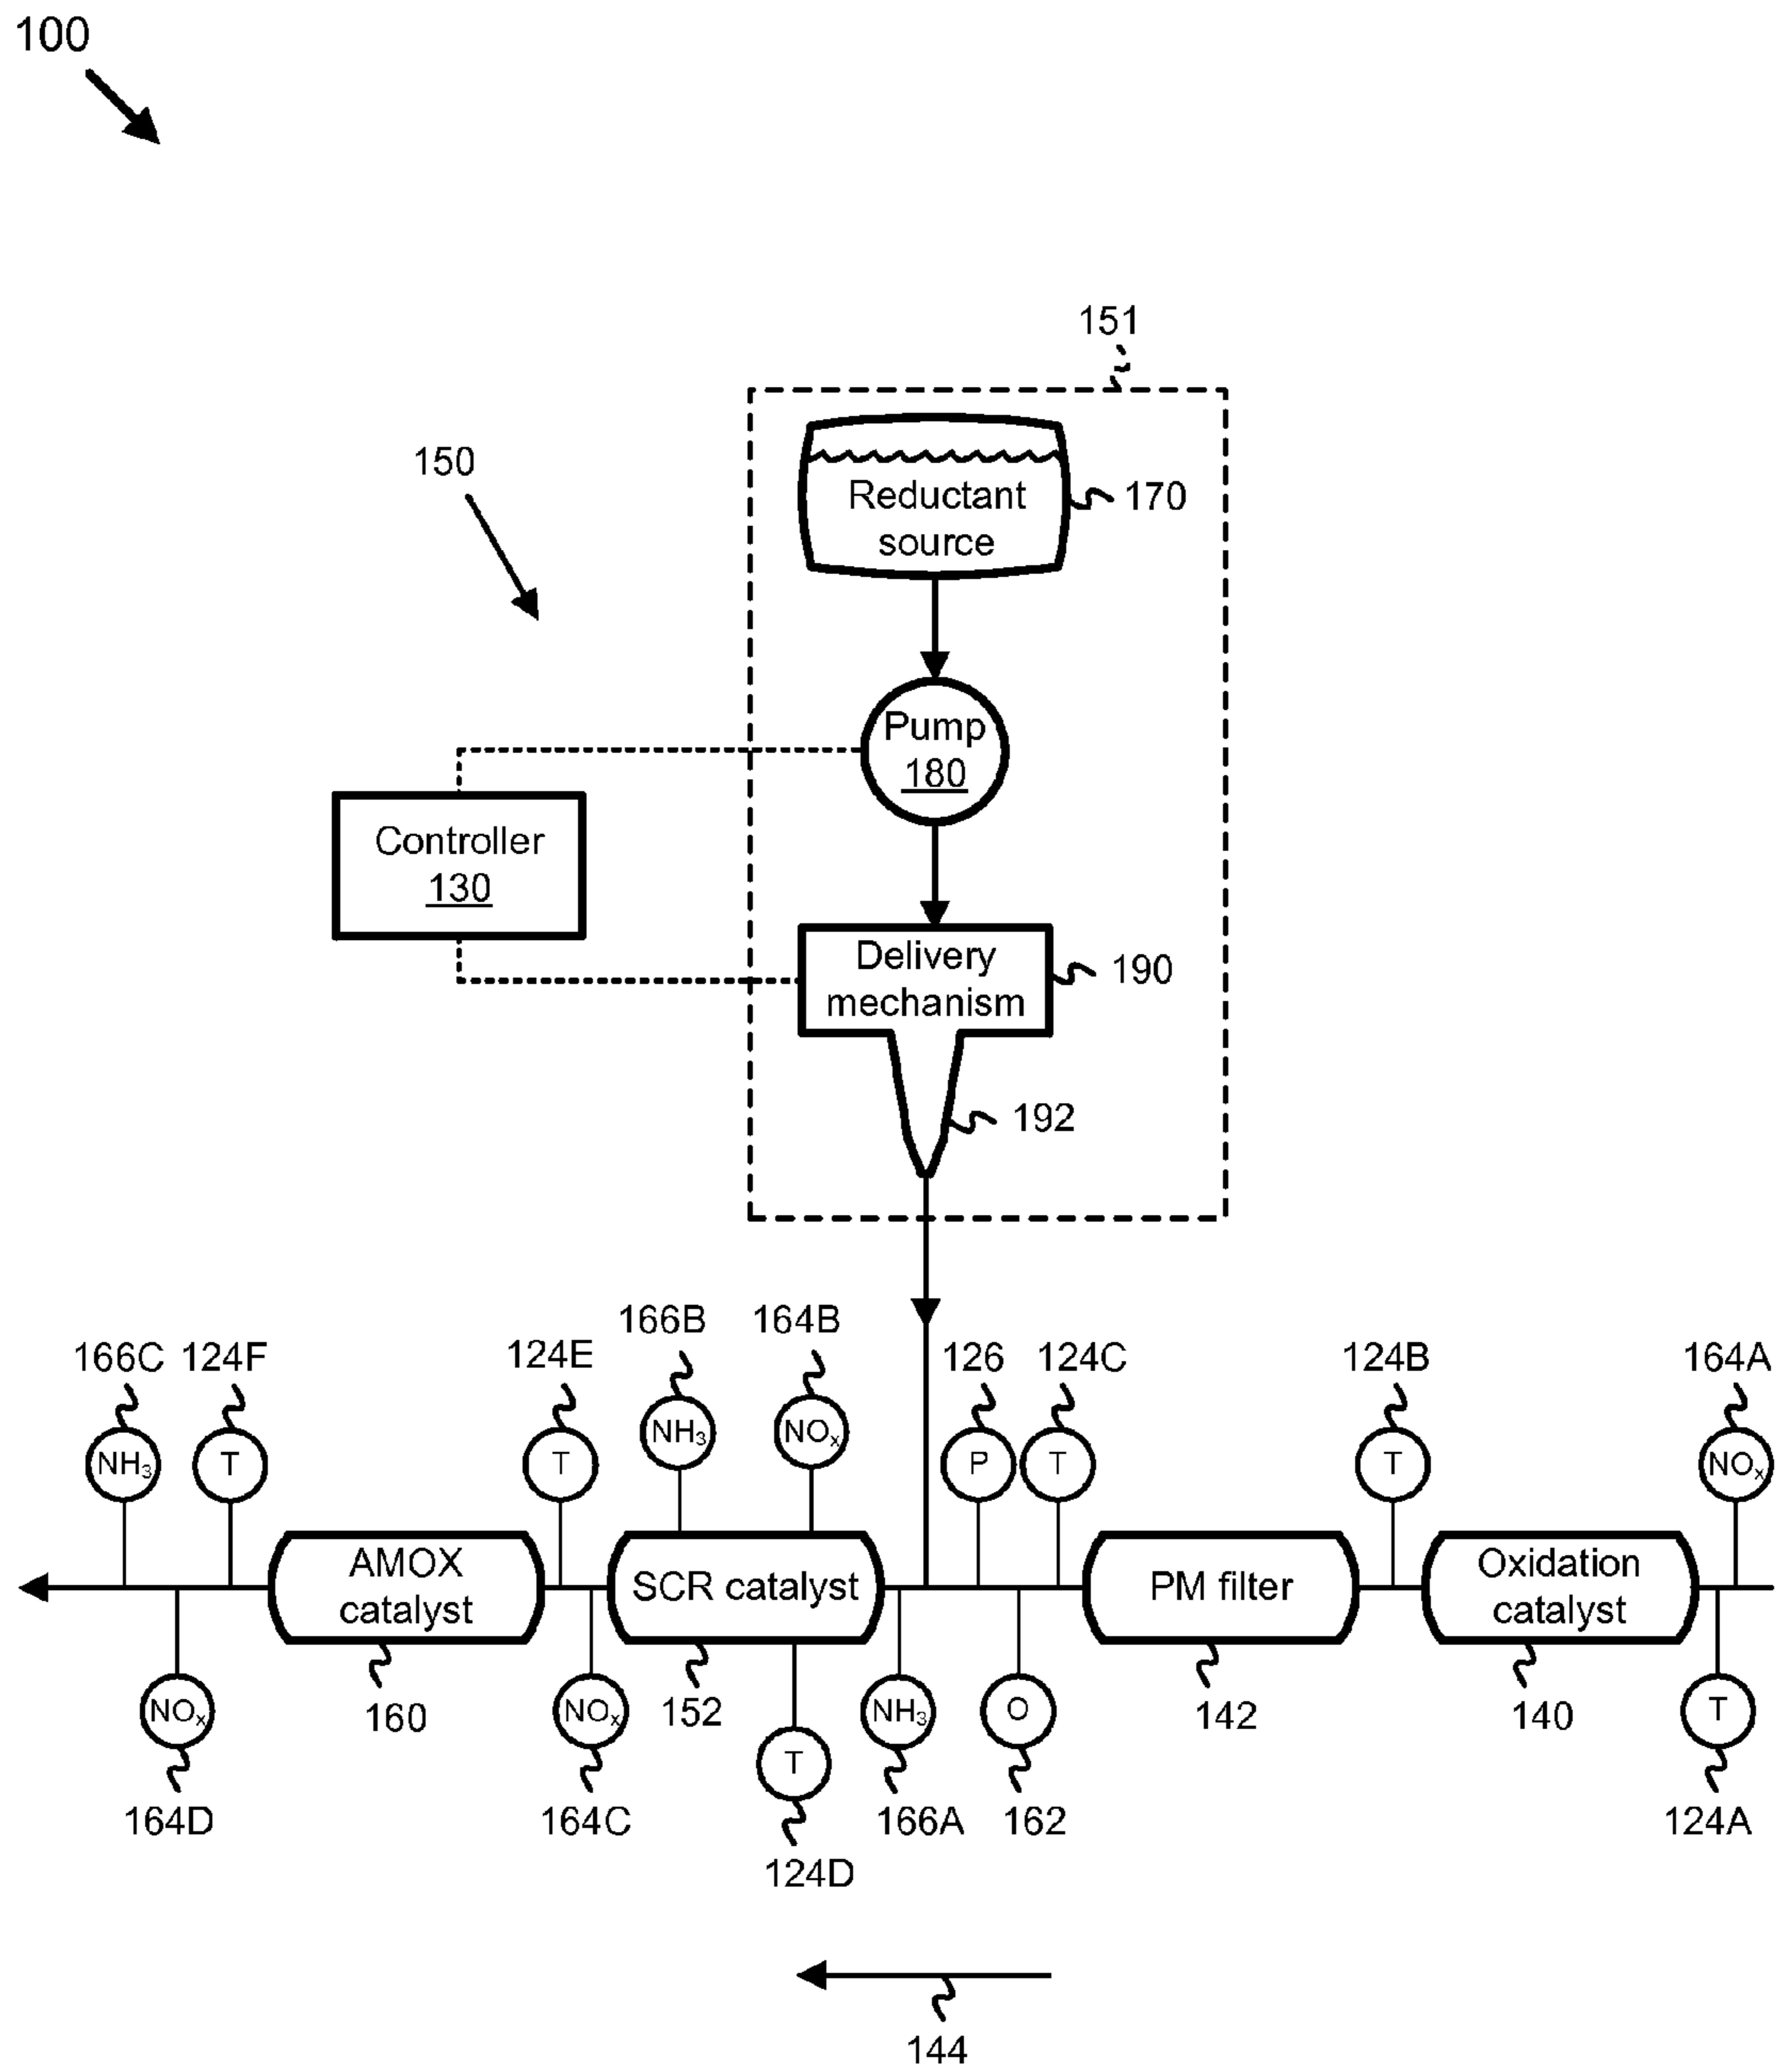 100
151
150
Reductant
source
170
Pump
180
Controller
130
Delivery
mechanism
190
192
166C
124F
124E
166B
164B
126
124C
124B
164A
NH₃
T
T
NH₃
NOₓ
P
T
T
NOₓ
AMOX
catalyst
SCR catalyst
PM filter
Oxidation
catalyst
NOₓ
160
NOₓ
152
T
NH₃
O
142
140
T
164D
164C
124D
166A
162
124A
144